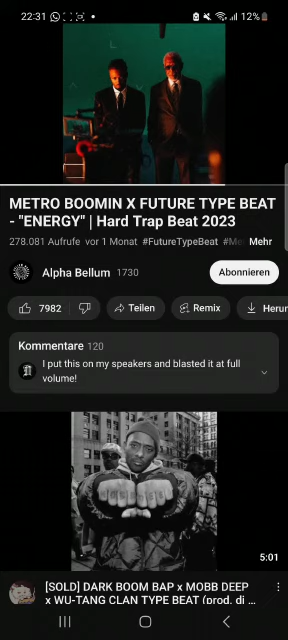 22:31
12%
METRO BOOMIN X FUTURE TYPE BEAT
- "ENERGY" | Hard Trap Beat 2023
278.081 Aufrufe vor 1 Monat #FutureTypeBeat #Me Mehr
Alpha Bellum 1730
Abonnieren
7982
Teilen
Remix
Herun
Kommentare 120
I put this on my speakers and blasted it at full
volume!
5:01
[SOLD] DARK BOOM BAP x MOBB DEEP
x WU-TANG CLAN TYPE BEAT (prod. di ...